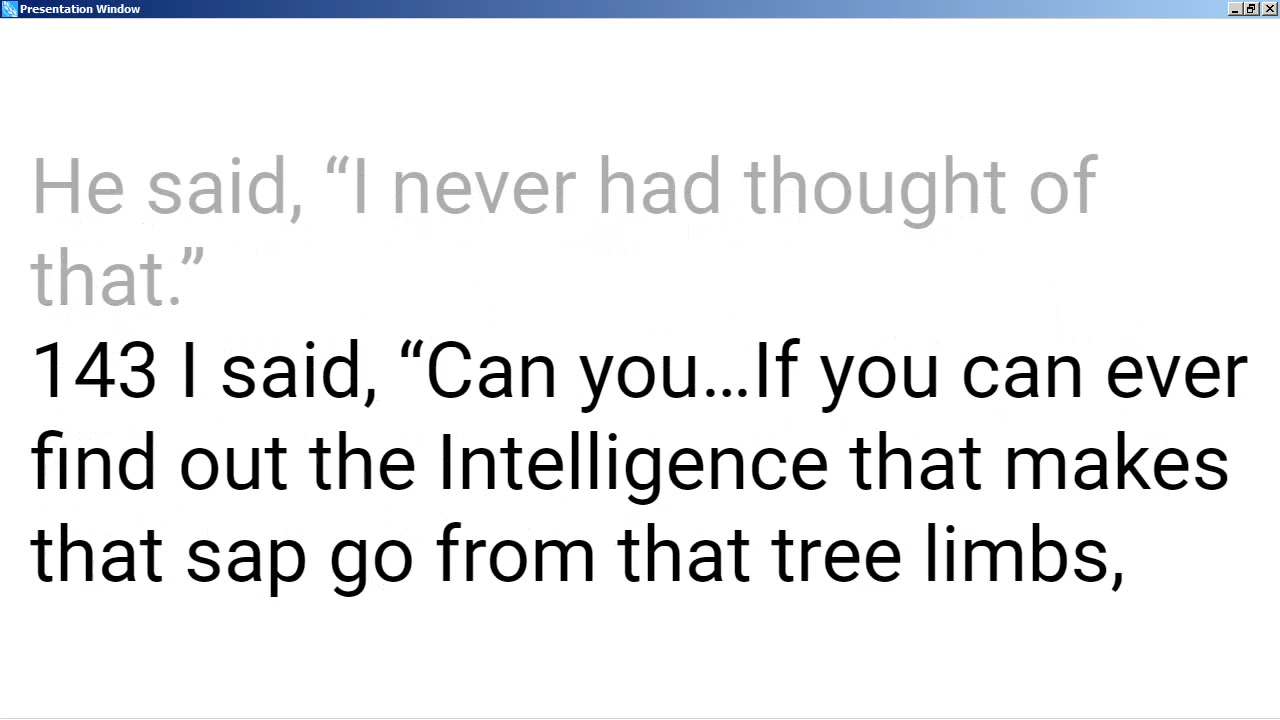 Presentation Window
He said, “I never had thought of
that.”
143 I said, “Can you…If you can ever
find out the Intelligence that makes
that sap go from that tree limbs,